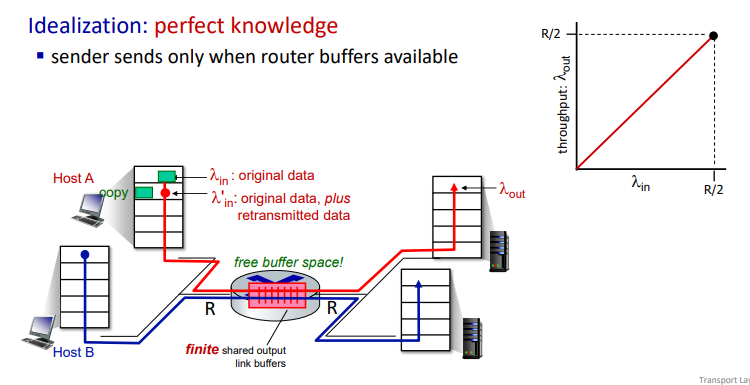 Idealization: perfect knowledge
▪ sender sends only when router buffers available
R/2
throughput: λout
λin
R/2
Host A
copy
λin : original data
λ'in: original data, plus
retransmitted data
λout
free buffer space!
R
R
Host B
finite shared output
link buffers
Transport Lay